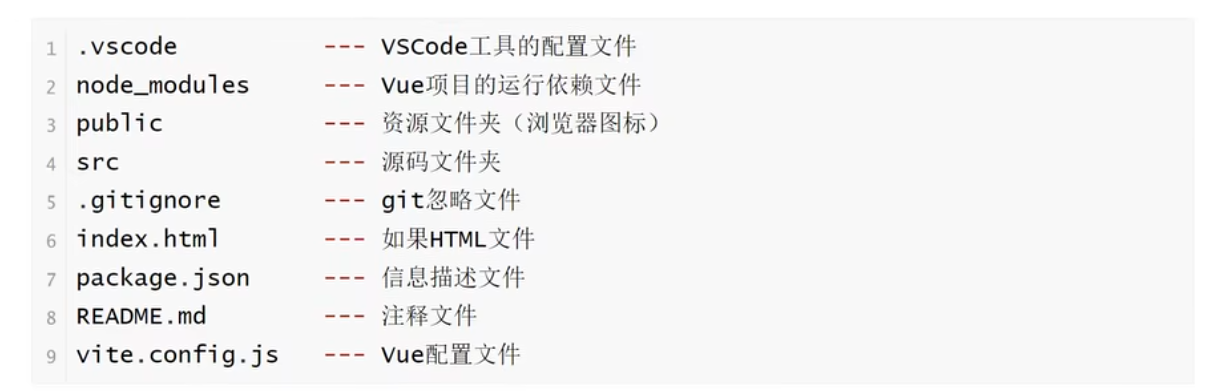 1 .vscode --- VSCode工具的配置文件
2 node_modules --- Vue项目的运行依赖文件
3 public --- 资源文件夹（浏览器图标）
4 src --- 源码文件夹
5 .gitignore --- git忽略文件
6 index.html --- 如果HTML文件
7 package.json --- 信息描述文件
8 README.md --- 注释文件
9 vite.config.js --- Vue配置文件